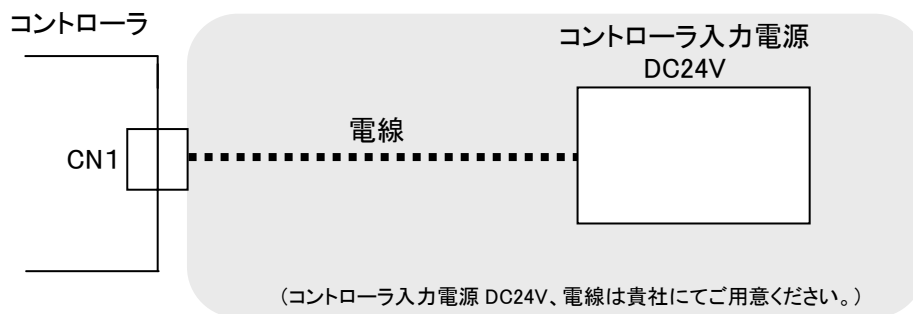 コントローラ
コントローラ入力電源
DC24V
電線
CN1
（コントローラ入力電源 DC24V、電線は貴社にてご用意ください。）